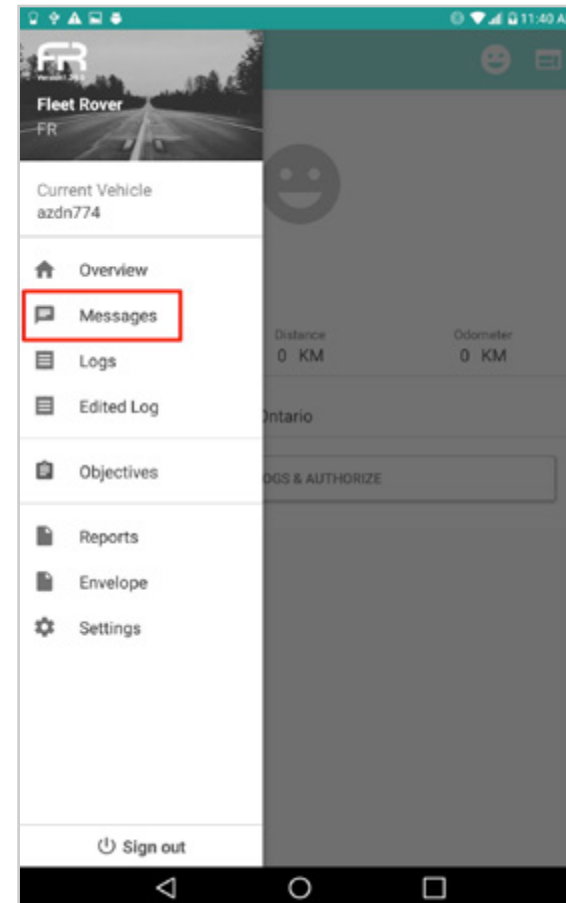 11:40 A
FR
Fleet Rover
FR
Current Vehicle
azdn774
Overview
Messages
Logs
Edited Log
Objectives
Reports
Envelope
Settings
Sign out
Distance
0 KM
Odometer
0 KM
Ontario
OGS & AUTHORIZE